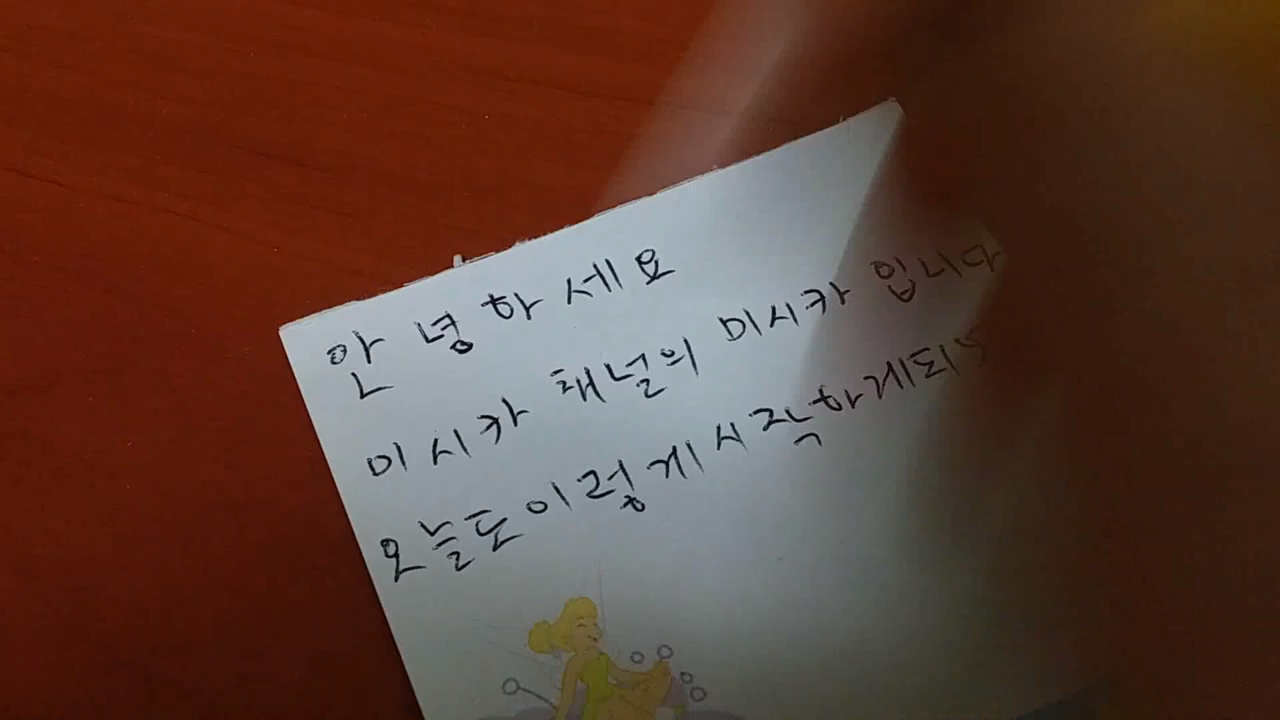 안녕하세요
미시카 채널의 미시카 입니다
오늘도이렇게시작하게되